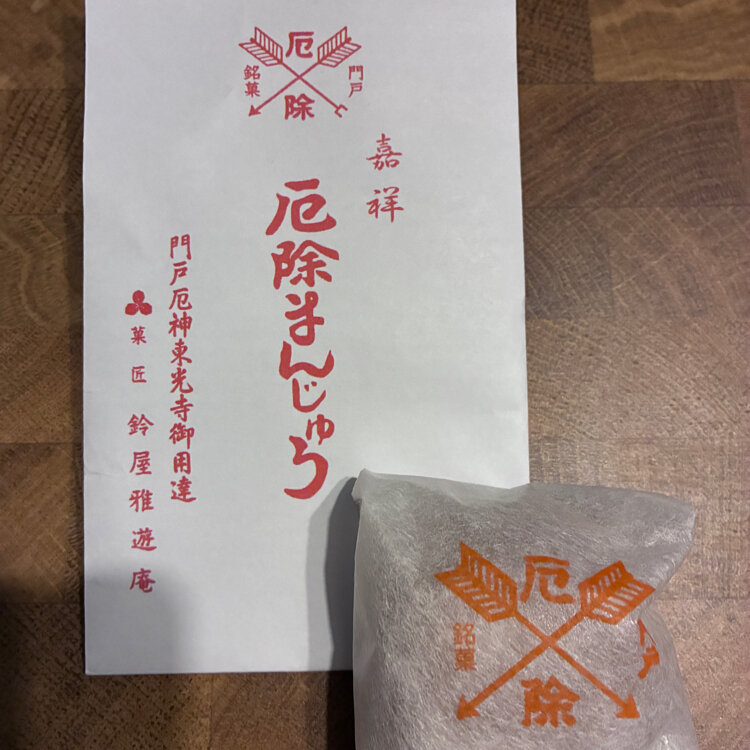 厄除
門戸
銘菓
嘉祥
厄除まんじゅう
門戸厄神東光寺御用達
菓匠 鈴屋雅遊庵
厄除
銘菓